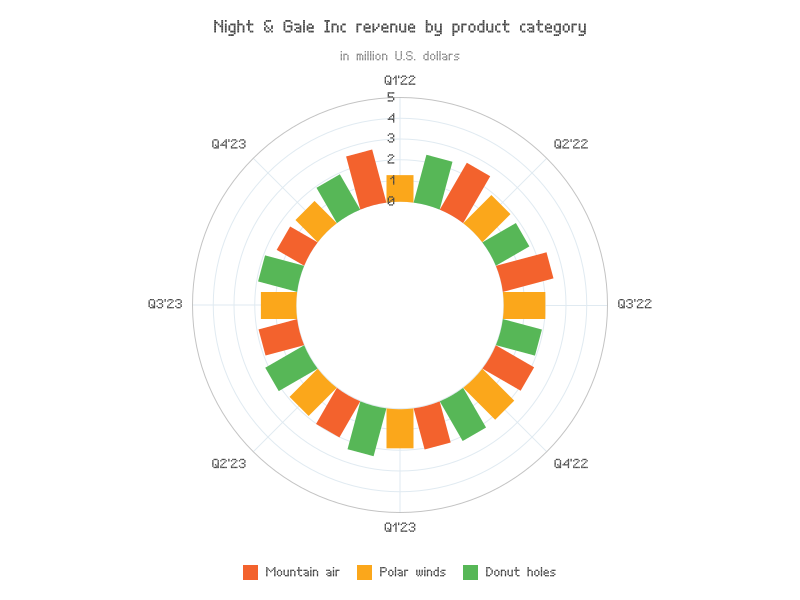 Night & Gale Inc revenue by product category
in million U.S. dollars
Q1'22
5
4
3
2
1
0
Q4'23
Q2'22
Q3'23
Q3'22
Q2'23
Q4'22
Q1'23
Mountain air
Polar winds
Donut holes